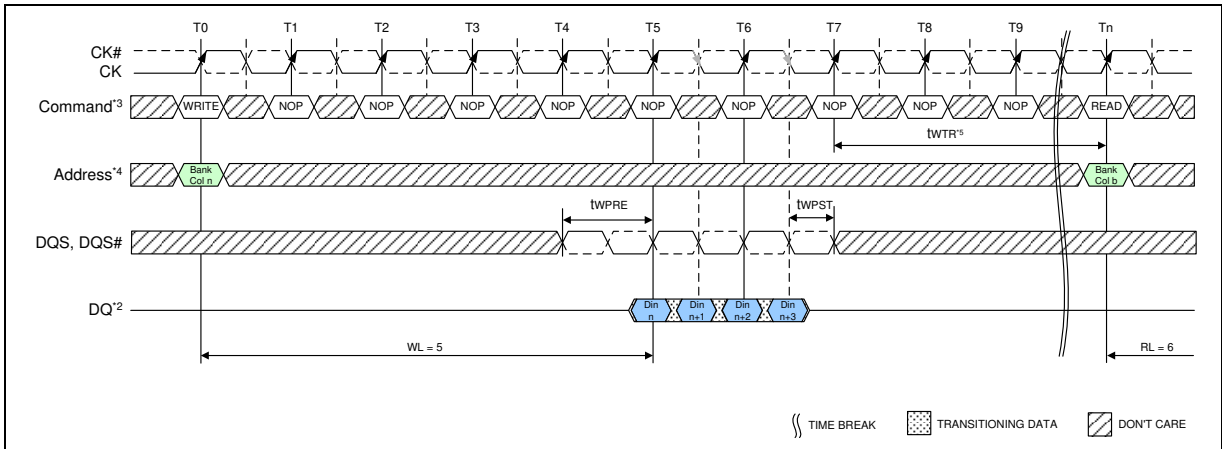 T0 T1 T2 T3 T4 T5 T6 T7 T8 T9 Tn
CK#
CK
Command*3 WRITE NOP NOP NOP NOP NOP NOP NOP NOP NOP READ
tWTR*5
Address*4 Bank Col n Bank Col b
tWPRE tWPST
DQS, DQS#
DQ*2 Din n Din n+1 Din n+2 Din n+3
WL = 5 RL = 6
TIME BREAK TRANSITIONING DATA DON'T CARE